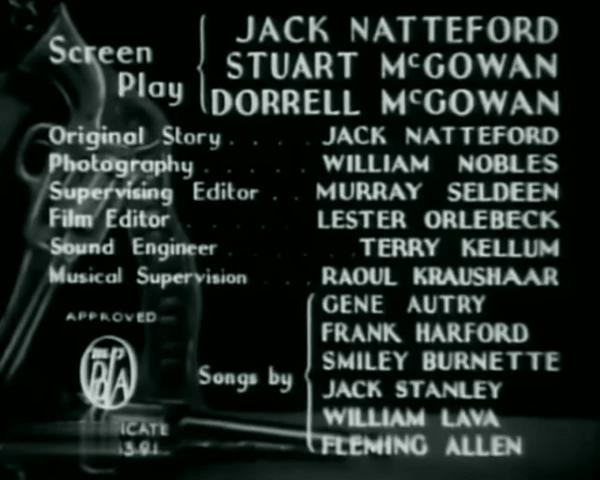 Screen Play { JACK NATTEFORD
STUART McGOWAN
DORRELL McGOWAN
Original Story . . . . JACK NATTEFORD
Photography . . . . . WILLIAM NOBLES
Supervising Editor . . MURRAY SELDEEN
Film Editor . . . . . LESTER ORLEBECK
Sound Engineer . . . . TERRY KELLUM
Musical Supervision . . RAOUL KRAUSHAAR
APPROVED
Songs by { GENE AUTRY
FRANK HARFORD
SMILEY BURNETTE
JACK STANLEY
WILLIAM LAVA
FLEMING ALLEN
ICATE